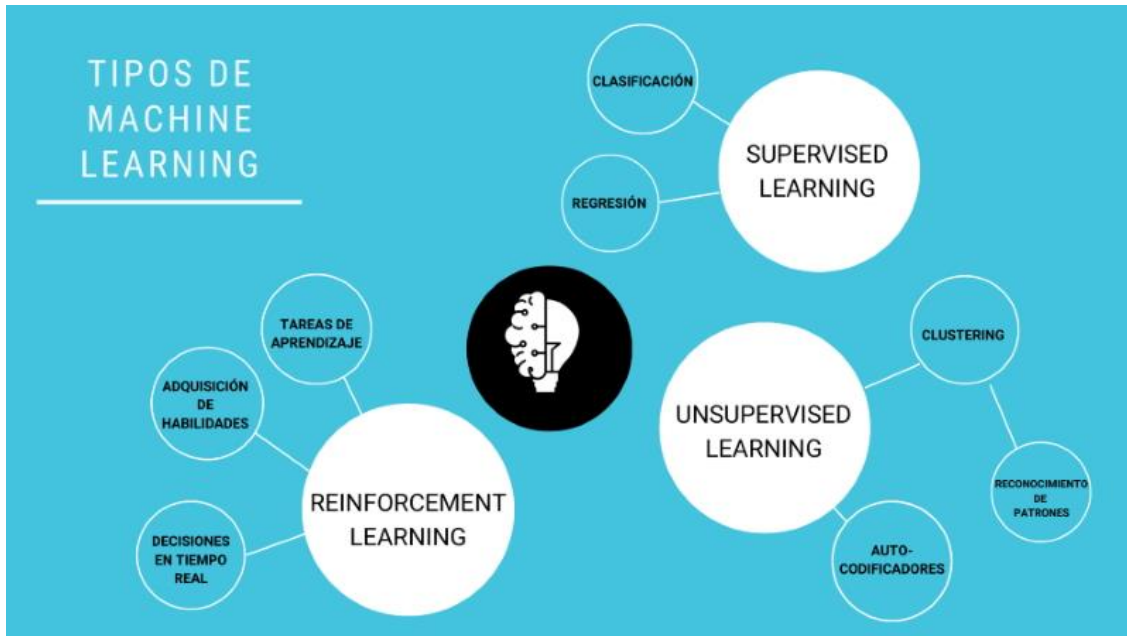 TIPOS DE
MACHINE
LEARNING
CLASIFICACIÓN
REGRESIÓN
SUPERVISED
LEARNING
TAREAS DE
APRENDIZAJE
ADQUISICIÓN
DE
HABILIDADES
DECISIONES
EN TIEMPO
REAL
REINFORCEMENT
LEARNING
UNSUPERVISED
LEARNING
CLUSTERING
RECONOCIMIENTO
DE
PATRONES
AUTO-
CODIFICADORES